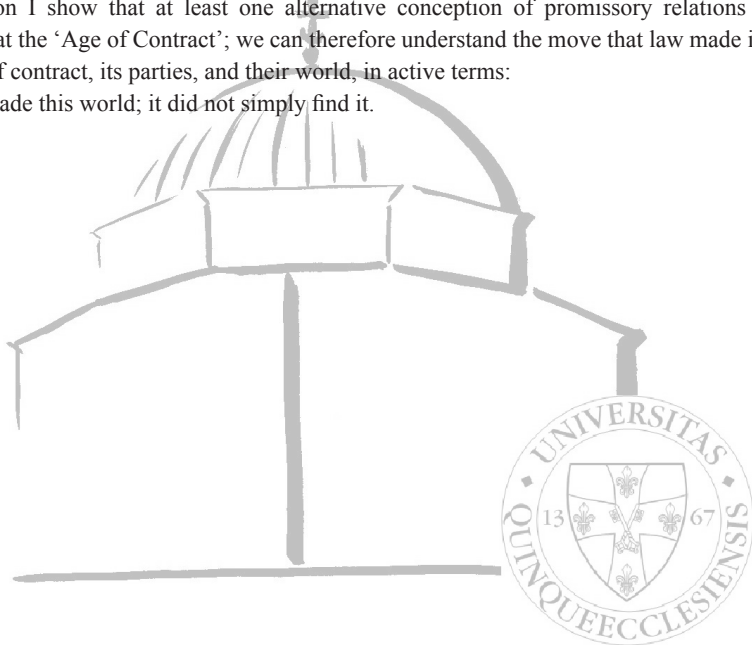 on I show that at least one alternative conception of promissory relations
at the ‘Age of Contract’; we can therefore understand the move that law made i
f contract, its parties, and their world, in active terms:
ade this world; it did not simply find it.
UNIVERSITAS
13 67
QUINQUEECCLESIENSIS